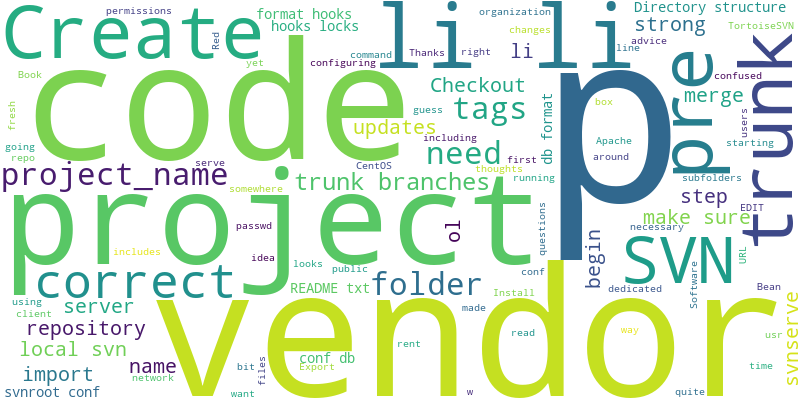 permissions
Create
Red
format hooks
hooks locks
yet
command
configuring
li
organization
Thanks
right
changes
li
li
line
Directory structure
strong
TortoiseSVN
advice
Book
code
Checkout
guess
tags
updates
including
need
db format
p
box
Apache
around
pre
merge
confused
users
trunk
starting
fresh
going
repo
serve
CentOS
first
thoughts
running
subfolders
project_name
somewhere
trunk branches
step
EDIT
project
passwd
idea
ol
questions
begin
make sure
necessary
includes
looks
public
correct
folder
conf
SVN
URL
dedicated
Software
Bean
using
client
server
README txt
Install
made
vendor
repository
rent
read
way
usr
svnserve
local svn
conf db
Export
name
bit
files
time
import
network
want
w
quite
svnroot conf